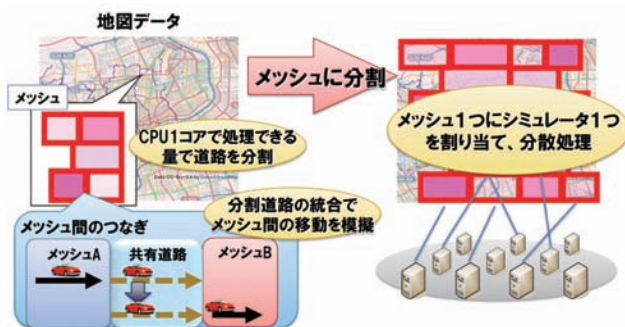 地図データ
メッシュ
CPU1コアで処理できる
量で道路を分割
メッシュに分割
メッシュ1つにシミュレータ1つ
を割り当て、分散処理
分割道路の統合で
メッシュ間の移動を模擬
メッシュ間のつなぎ
メッシュA
共有道路
メッシュB